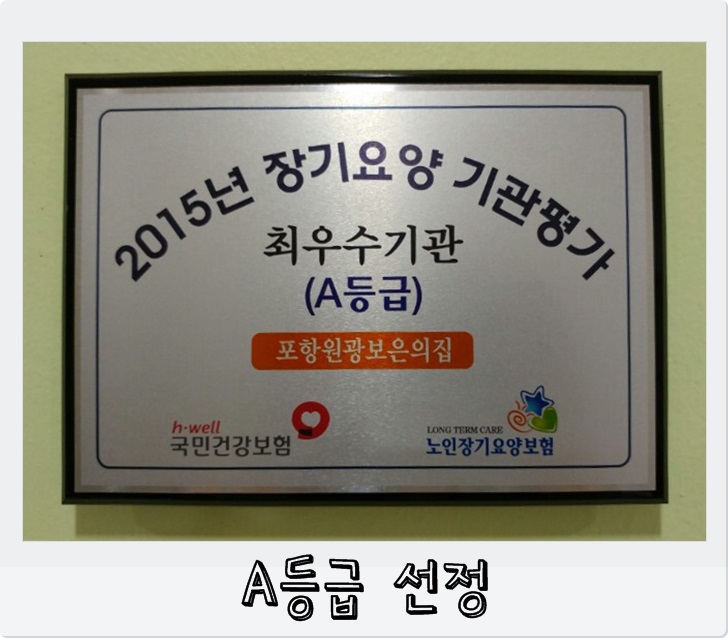 2015년 장기요양 기관평가
최우수기관
(A등급)
포항원광보은의집
h·well
국민건강보험
LONG TERM CARE
노인장기요양보험
A등급 선정